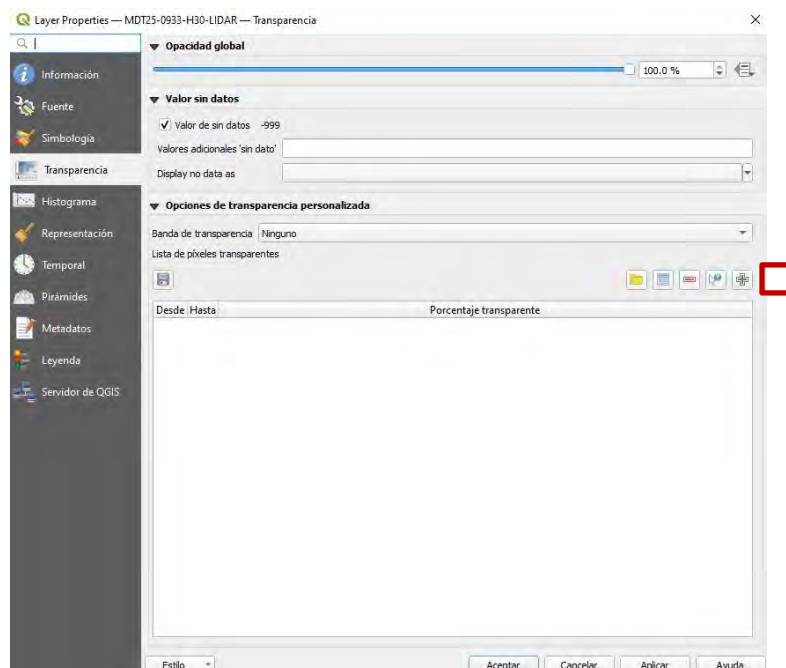 Layer Properties — MDT25-0933-H30-LIDAR — Transparencia
Información
Fuente
Simbología
Transparencia
Histograma
Representación
Temporal
Pirámides
Metadatos
Leyenda
Servidor de QGIS
Opacidad global
100.0 %
Valor sin datos
Valor de sin datos -999
Valores adicionales 'sin dato'
Display no data as
Opciones de transparencia personalizada
Banda de transparencia Ninguno
Lista de píxeles transparentes
Desde Hasta Porcentaje transparente
Estilo Aceptar Cancelar Aplicar Ayuda